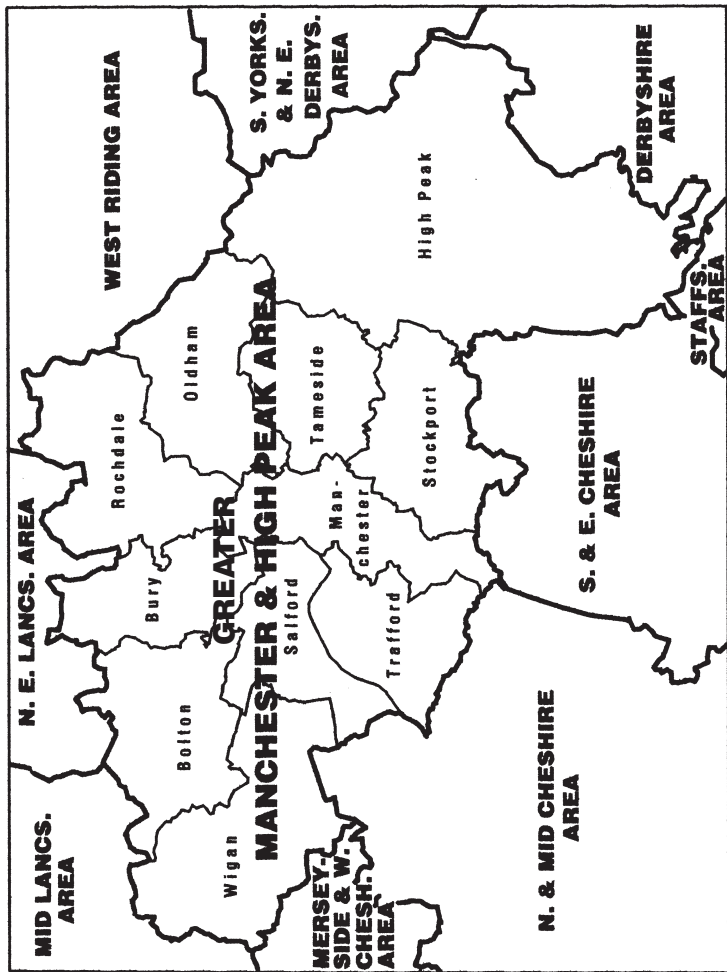 MID LANCS.
AREA
N. E. LANCS. AREA
WEST RIDING AREA
S. YORKS.
& N. E.
DERBYS.
AREA
Rochdale
Bury
Oldham
Bolton
Wigan
GREATER
MANCHESTER & HIGH PEAK AREA
Salford
Tameside
Man-
chester
Trafford
Stockport
High Peak
MERSEY-
SIDE & W.
CHESH.
AREA
N. & MID CHESHIRE
AREA
S. & E. CHESHIRE
AREA
STAFFS.
AREA
DERBYSHIRE
AREA